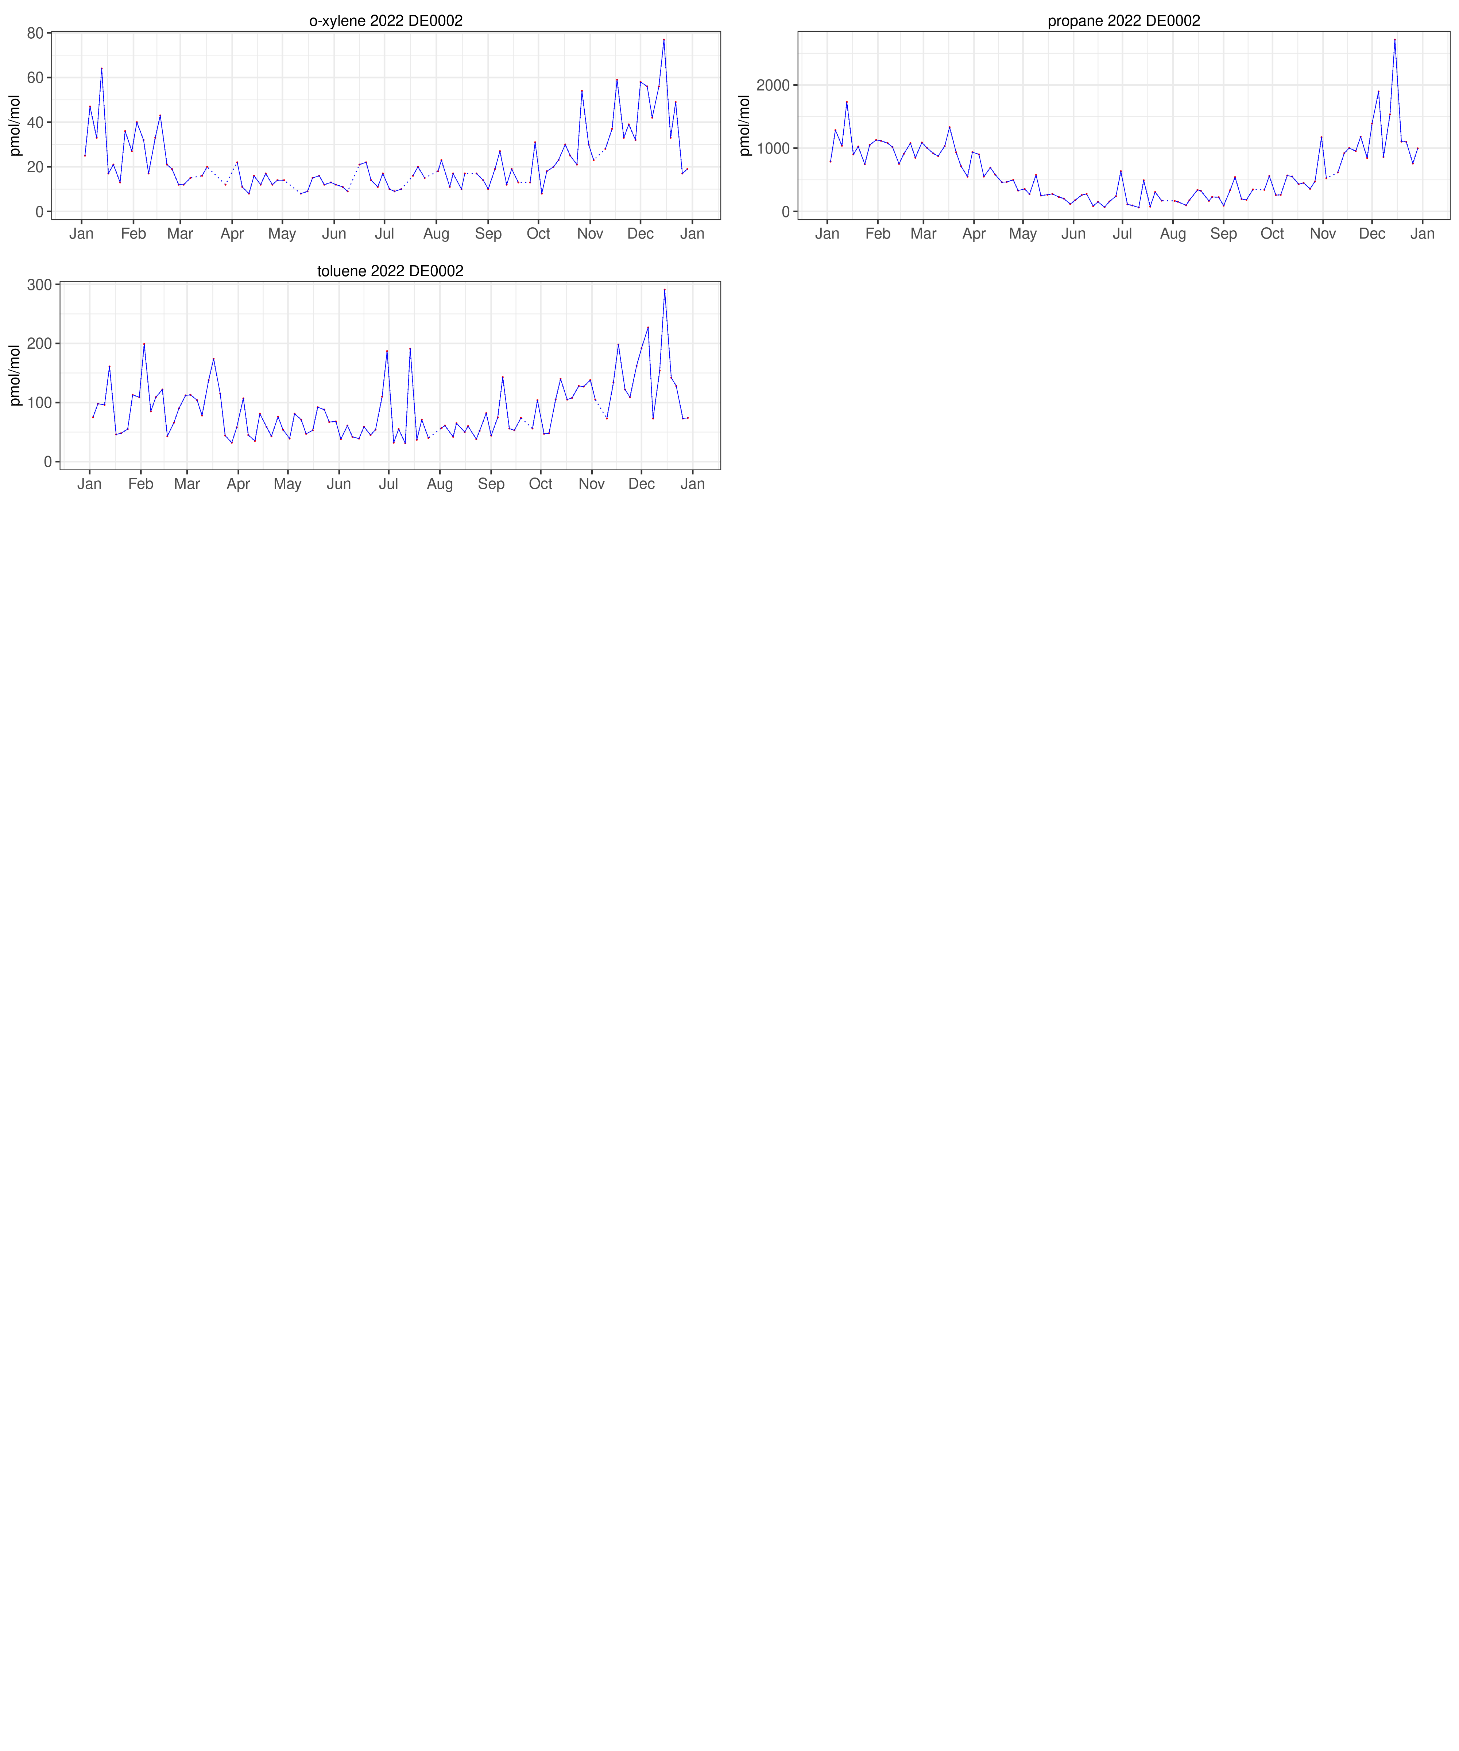 o-xylene 2022 DE0002
80
60
40
20
0
pmol/mol
Jan Feb Mar Apr May Jun Jul Aug Sep Oct Nov Dec Jan
propane 2022 DE0002
2000
1000
0
pmol/mol
Jan Feb Mar Apr May Jun Jul Aug Sep Oct Nov Dec Jan
toluene 2022 DE0002
300
200
100
0
pmol/mol
Jan Feb Mar Apr May Jun Jul Aug Sep Oct Nov Dec Jan